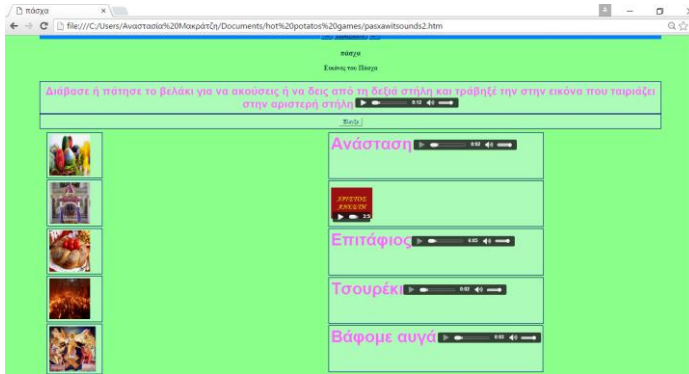 πάσχα
file:///C:/Users/Αναστασία%20Μακράτζη/Documents/hot%20potatos%20games/pasxawitsounds2.htm
πάσχα
Εικόνες του Πάσχα
Διάβασε ή πάτησε το βελάκι για να ακούσεις ή να δεις από τη δεξιά στήλη και τράβηξέ την στην εικόνα που ταιριάζει
στην αριστερή στήλη
Ανάσταση
ΧΡΙΣΤΟΣ
ΑΝΕΣΤΗ
Επιτάφιος
Τσουρέκι
Βάφομε αυγά